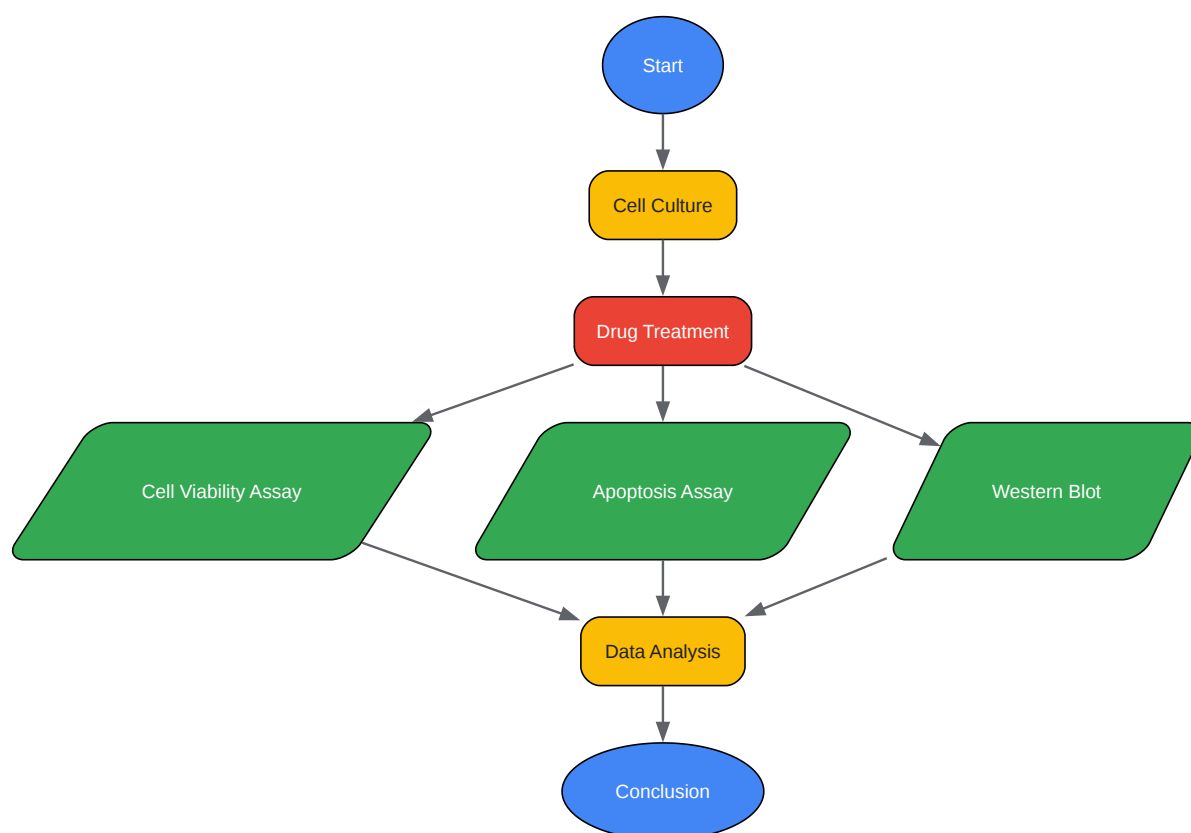 Start
Cell Culture
Drug Treatment
Cell Viability Assay
Apoptosis Assay
Western Blot
Data Analysis
Conclusion